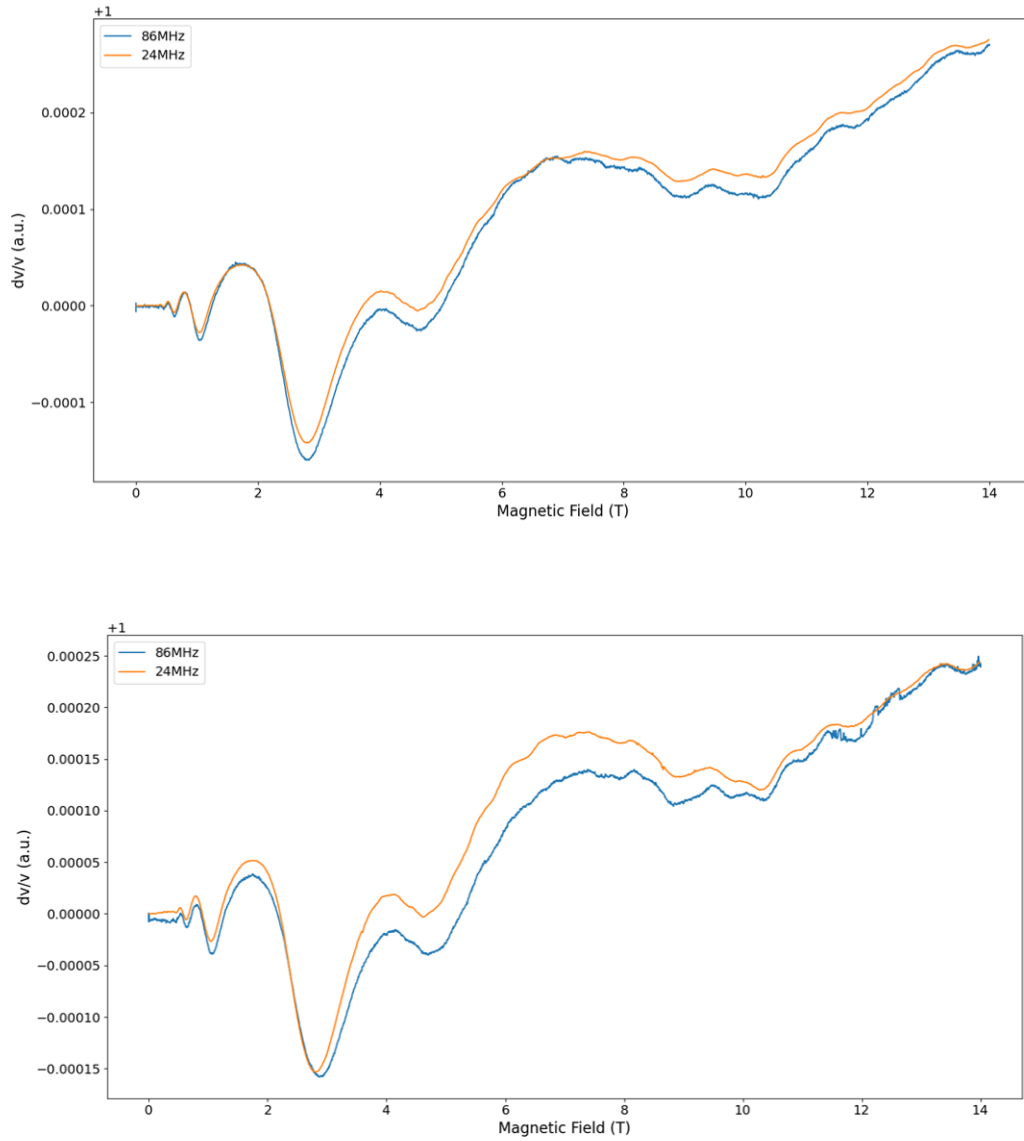 +1
86MHz
24MHz
0.0002
0.0001
0.0000
−0.0001
dv/v (a.u.)
0 2 4 6 8 10 12 14
Magnetic Field (T)
+1
86MHz
24MHz
0.00025
0.00020
0.00015
0.00010
0.00005
0.00000
−0.00005
−0.00010
−0.00015
dv/v (a.u.)
0 2 4 6 8 10 12 14
Magnetic Field (T)